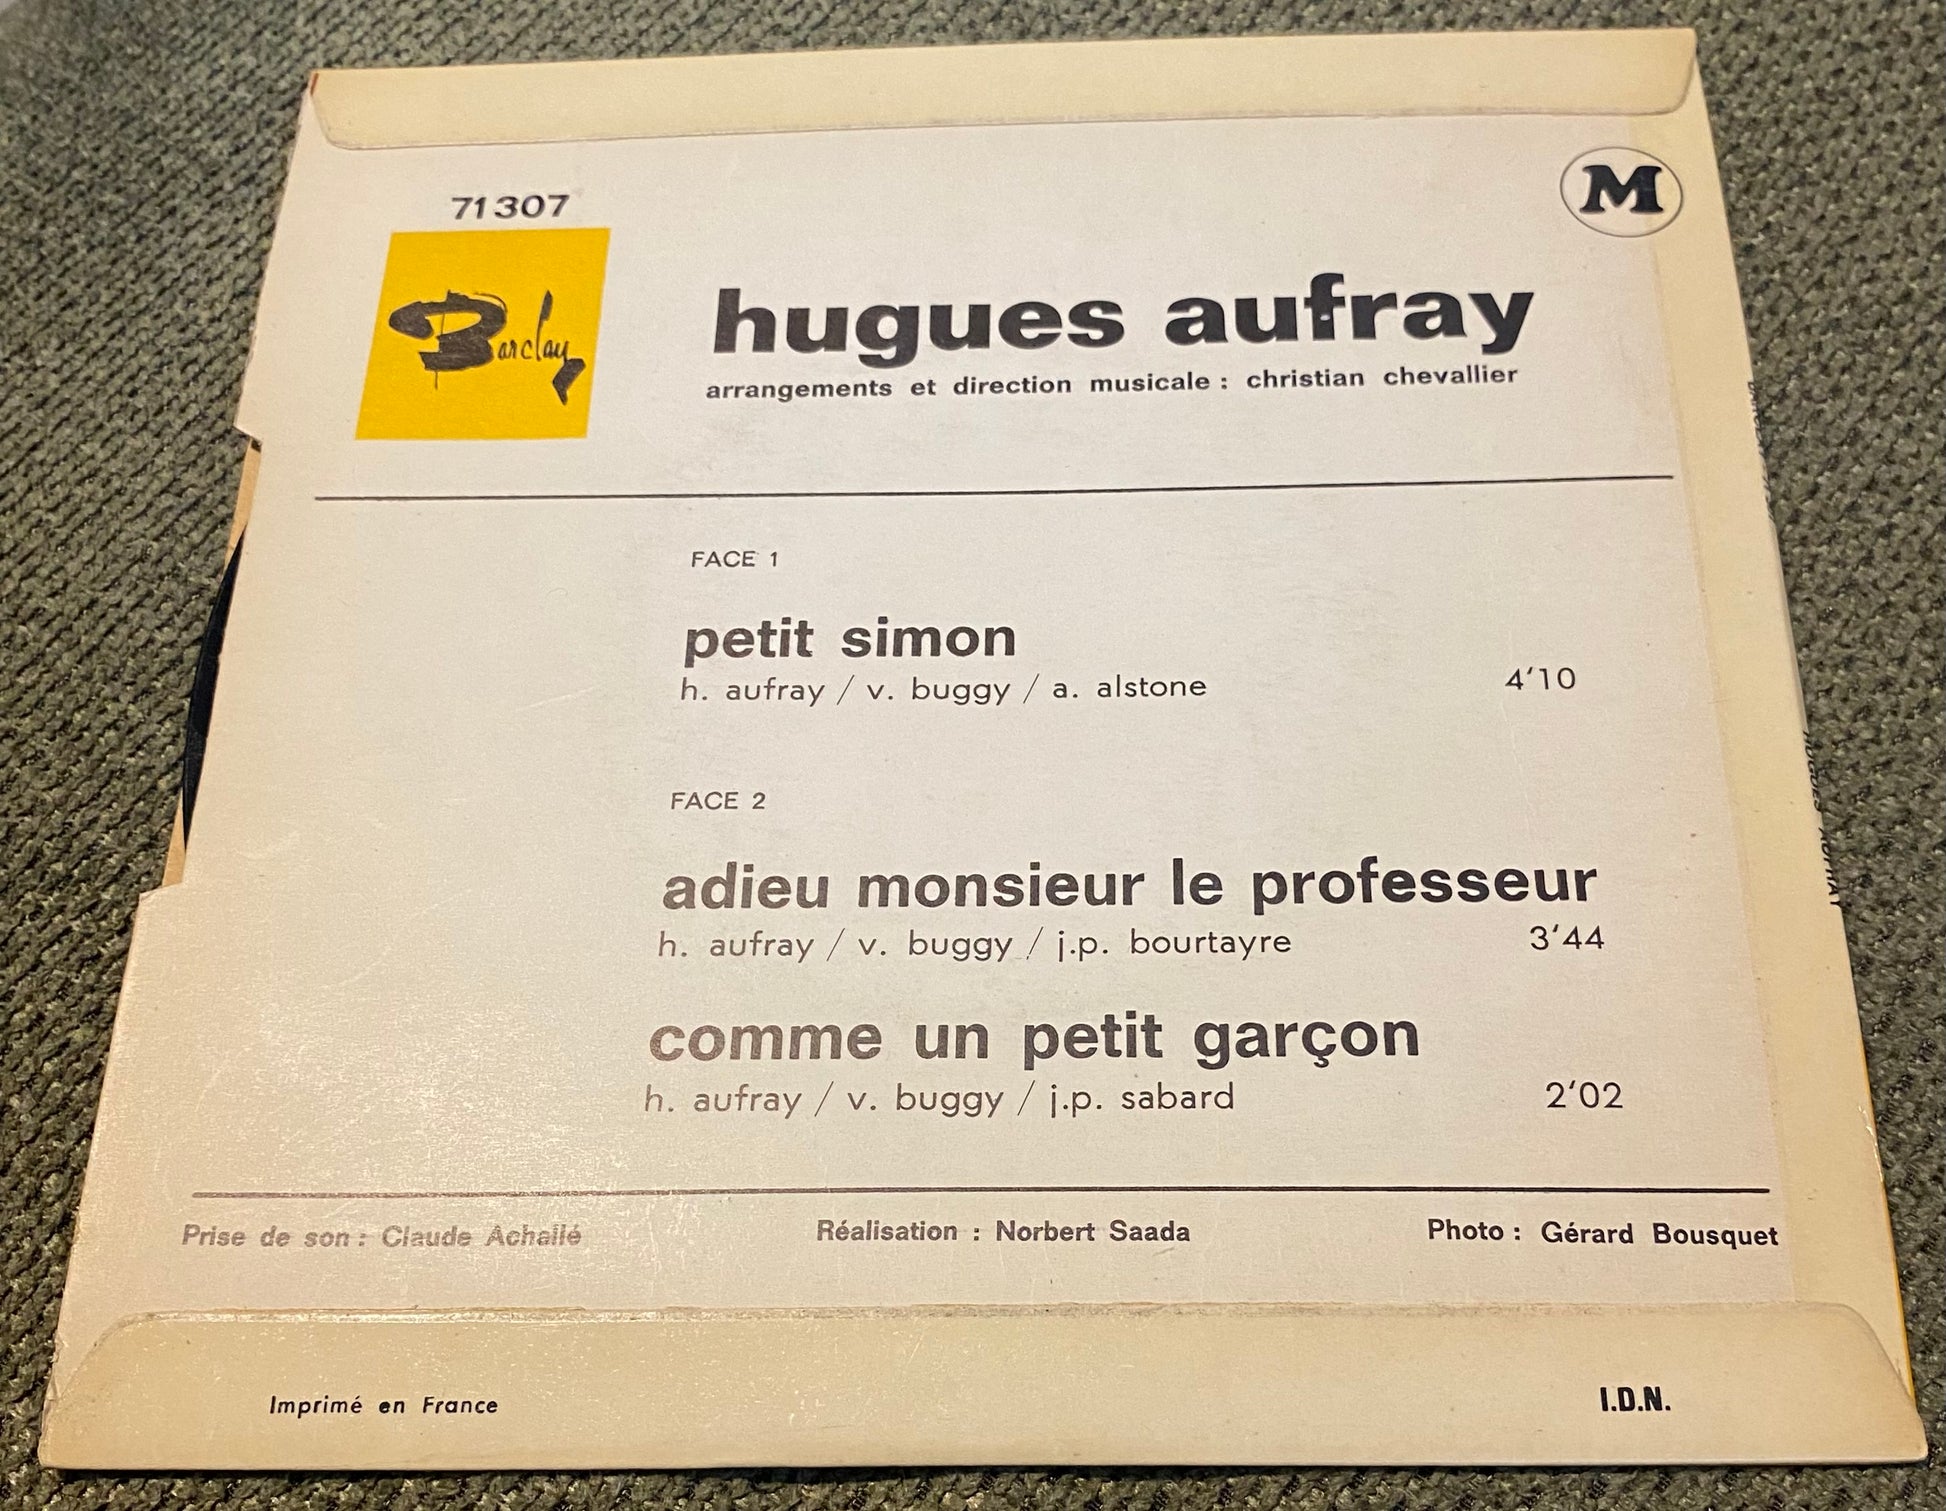 71307
M
Barclay
hugues aufray
arrangements et direction musicale : christian chevallier
FACE 1
petit simon
h. aufray / v. buggy / a. alstone 4'10
FACE 2
adieu monsieur le professeur
h. aufray / v. buggy / j.p. bourtayre 3'44
comme un petit garçon
h. aufray / v. buggy / j.p. sabard 2'02
Prise de son : Claude Achallé Réalisation : Norbert Saada Photo : Gérard Bousquet
Imprimé en France I.D.N.